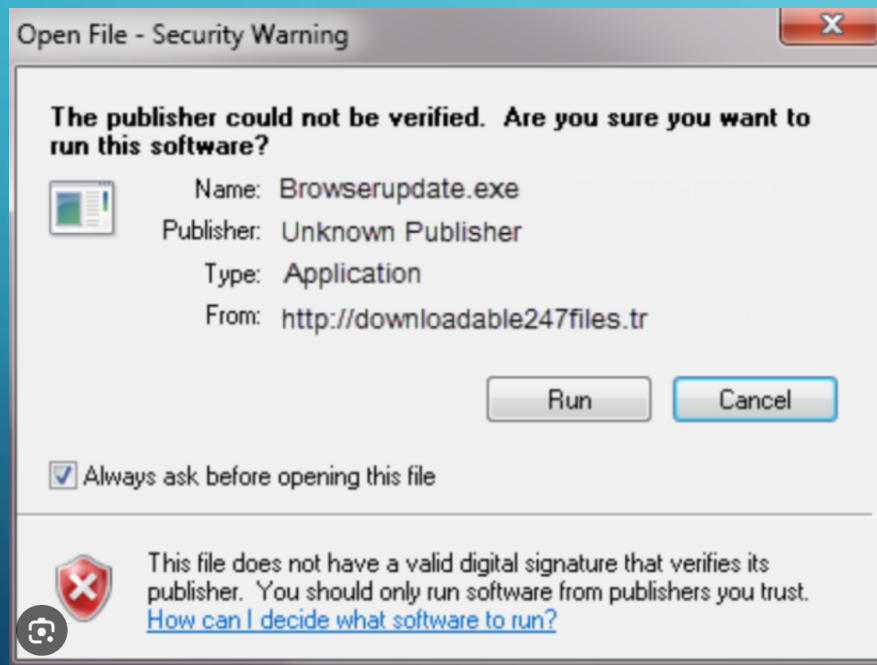 Open File - Security Warning
The publisher could not be verified. Are you sure you want to
run this software?
Name: Browserupdate.exe
Publisher: Unknown Publisher
Type: Application
From: http://downloadable247files.tr
Run Cancel
Always ask before opening this file
This file does not have a valid digital signature that verifies its
publisher. You should only run software from publishers you trust.
How can I decide what software to run?